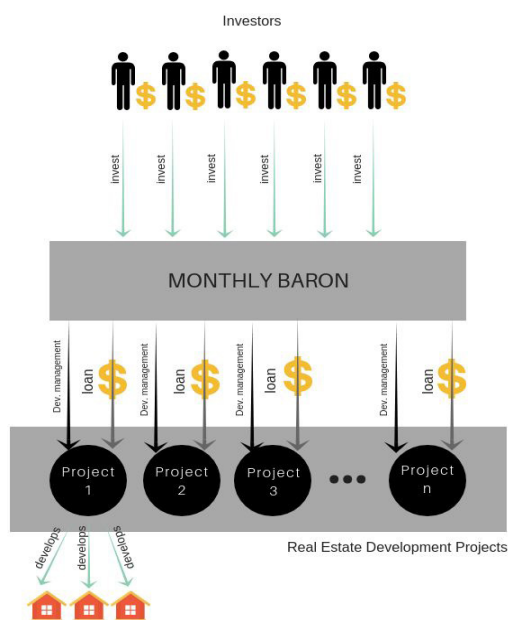 Investors
$ $ $ $ $ $
invest invest invest invest invest invest
MONTHLY BARON
Dev. management loan $ Dev. management loan $ Dev. management loan $ Dev. management loan $
Project
1
Project
2
Project
3
Project
n
Real Estate Development Projects
develops develops develops